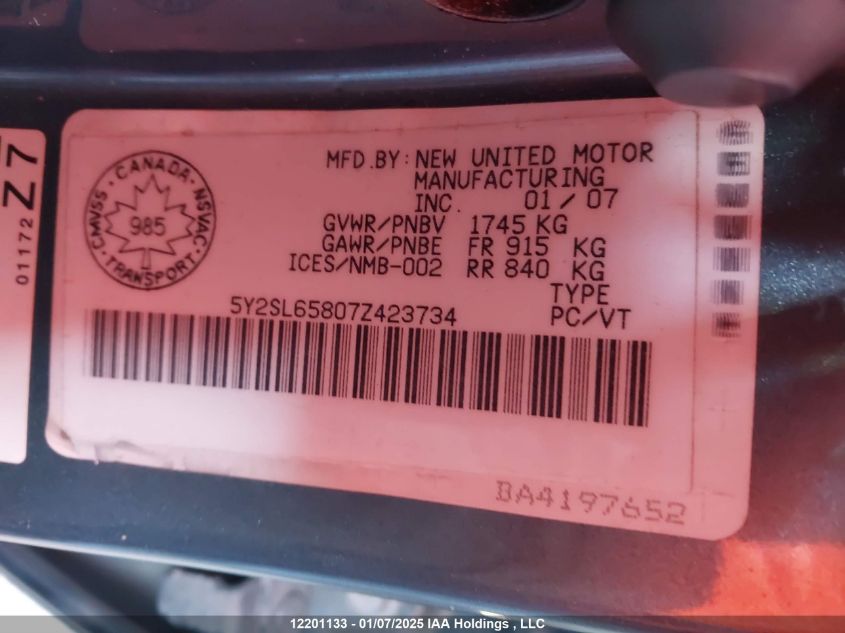 MFD.BY: NEW UNITED MOTOR
MANUFACTURING
INC. 01/07
GVWR/PNBV 1745 KG
GAWR/PNBE FR 915 KG
ICES/NMB-002 RR 840 KG
TYPE
5Y2SL65807Z423734 PC/VT
CANADA
CMVSS · NSVAC
985
TRANSPORT
BA4197652
Z7
01172
12201133 - 01/07/2025 IAA Holdings , LLC